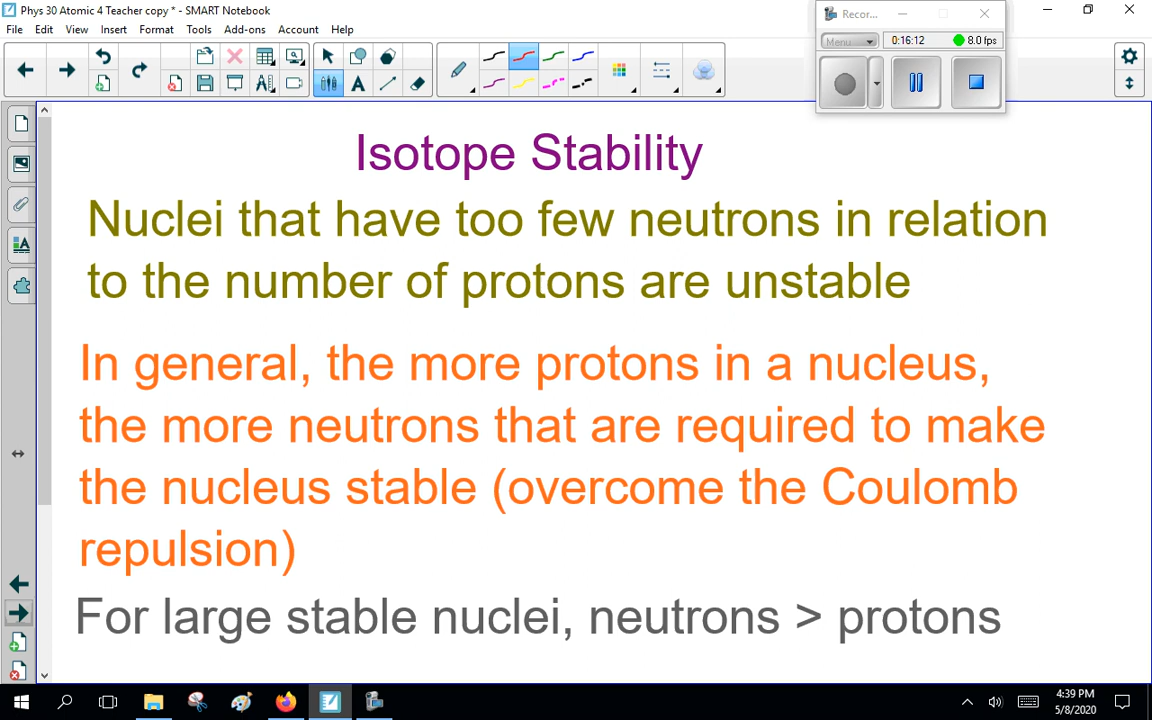 Phys 30 Atomic 4 Teacher copy * - SMART Notebook
Recor...
File Edit View Insert Format Tools Add-ons Account Help
Menu 0:16:12 8.0 fps
Isotope Stability
Nuclei that have too few neutrons in relation
to the number of protons are unstable
In general, the more protons in a nucleus,
the more neutrons that are required to make
the nucleus stable (overcome the Coulomb
repulsion)
For large stable nuclei, neutrons > protons
4:39 PM
5/8/2020